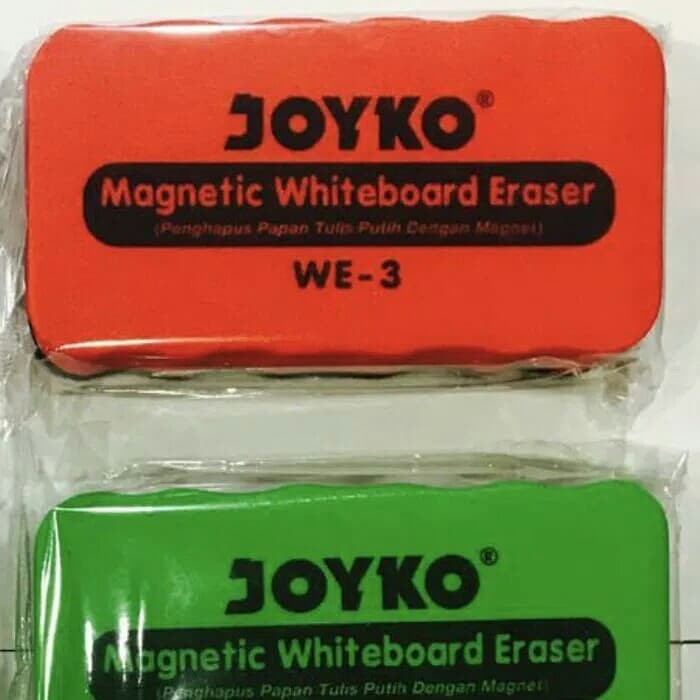 JOYKO®
Magnetic Whiteboard Eraser
(Penghapus Papan Tulis Putih Dengan Magnet)
WE-3
JOYKO®
Magnetic Whiteboard Eraser
(Penghapus Papan Tulis Putih Dengan Magnet)